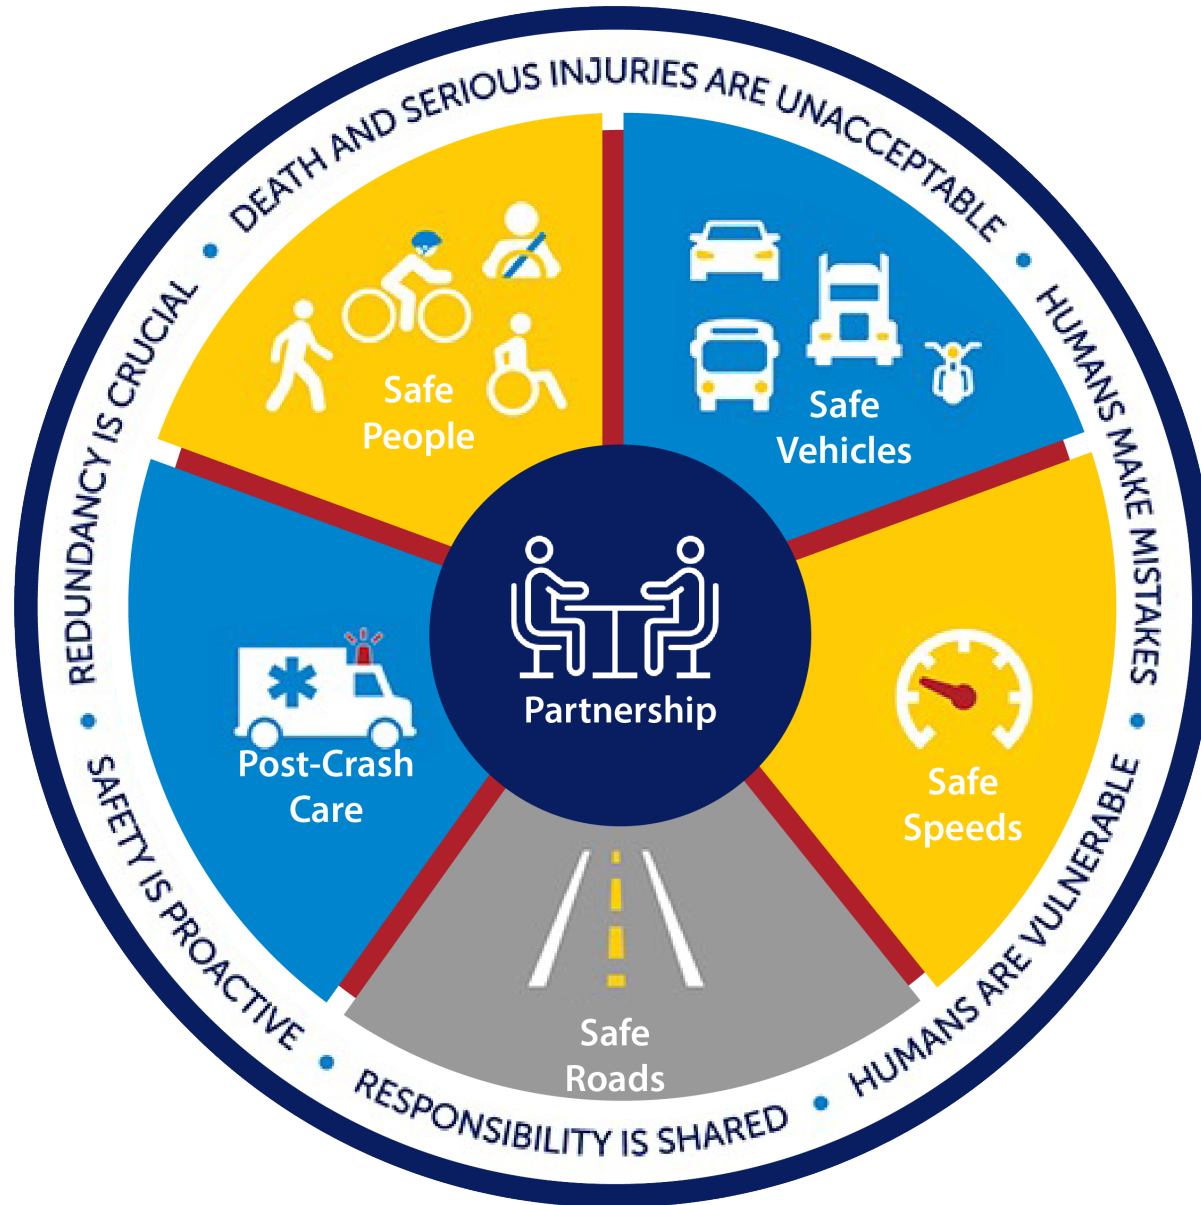 DEATH AND SERIOUS INJURIES ARE UNACCEPTABLE
HUMANS MAKE MISTAKES
HUMANS ARE VULNERABLE
RESPONSIBILITY IS SHARED
SAFETY IS PROACTIVE
REDUNDANCY IS CRUCIAL
Safe
People
Safe
Vehicles
Safe
Speeds
Safe
Roads
Post-Crash
Care
Partnership